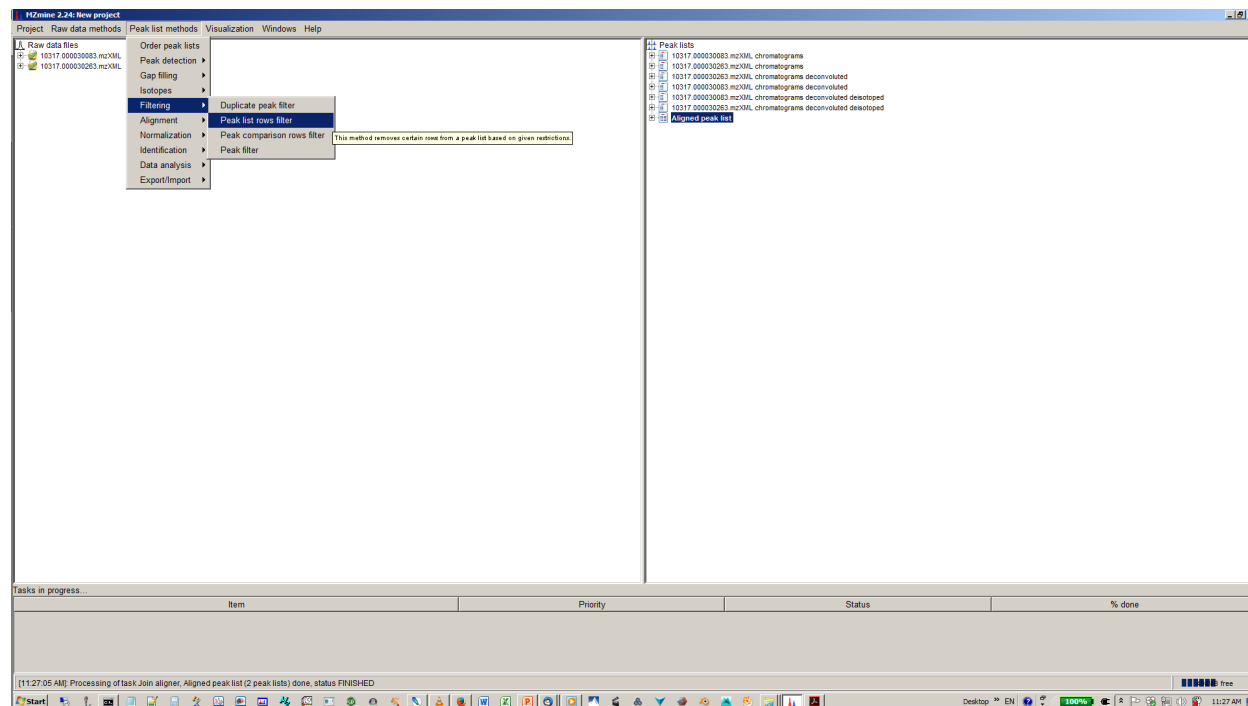 MZmine 2.24: New project
Project Raw data methods Peak list methods Visualization Windows Help
Raw data files
10317.000030083.mzXML
10317.000030263.mzXML
Order peak lists
Peak detection
Gap filling
Isotopes
Filtering
Alignment
Normalization
Identification
Data analysis
Export/Import
Duplicate peak filter
Peak list rows filter
Peak comparison rows filter
Peak filter
This method removes certain rows from a peak list based on given restrictions.
Peak lists
10317.000030083.mzXML chromatograms
10317.000030263.mzXML chromatograms
10317.000030263.mzXML chromatograms deconvoluted
10317.000030083.mzXML chromatograms deconvoluted
10317.000030083.mzXML chromatograms deconvoluted deisotoped
10317.000030263.mzXML chromatograms deconvoluted deisotoped
Aligned peak list
Tasks in progress...
Item Priority Status % done
[11:27:05 AM]: Processing of task Join aligner, Aligned peak list (2 peak lists) done, status FINISHED
free
Start Desktop » EN 100% 11:27 AM